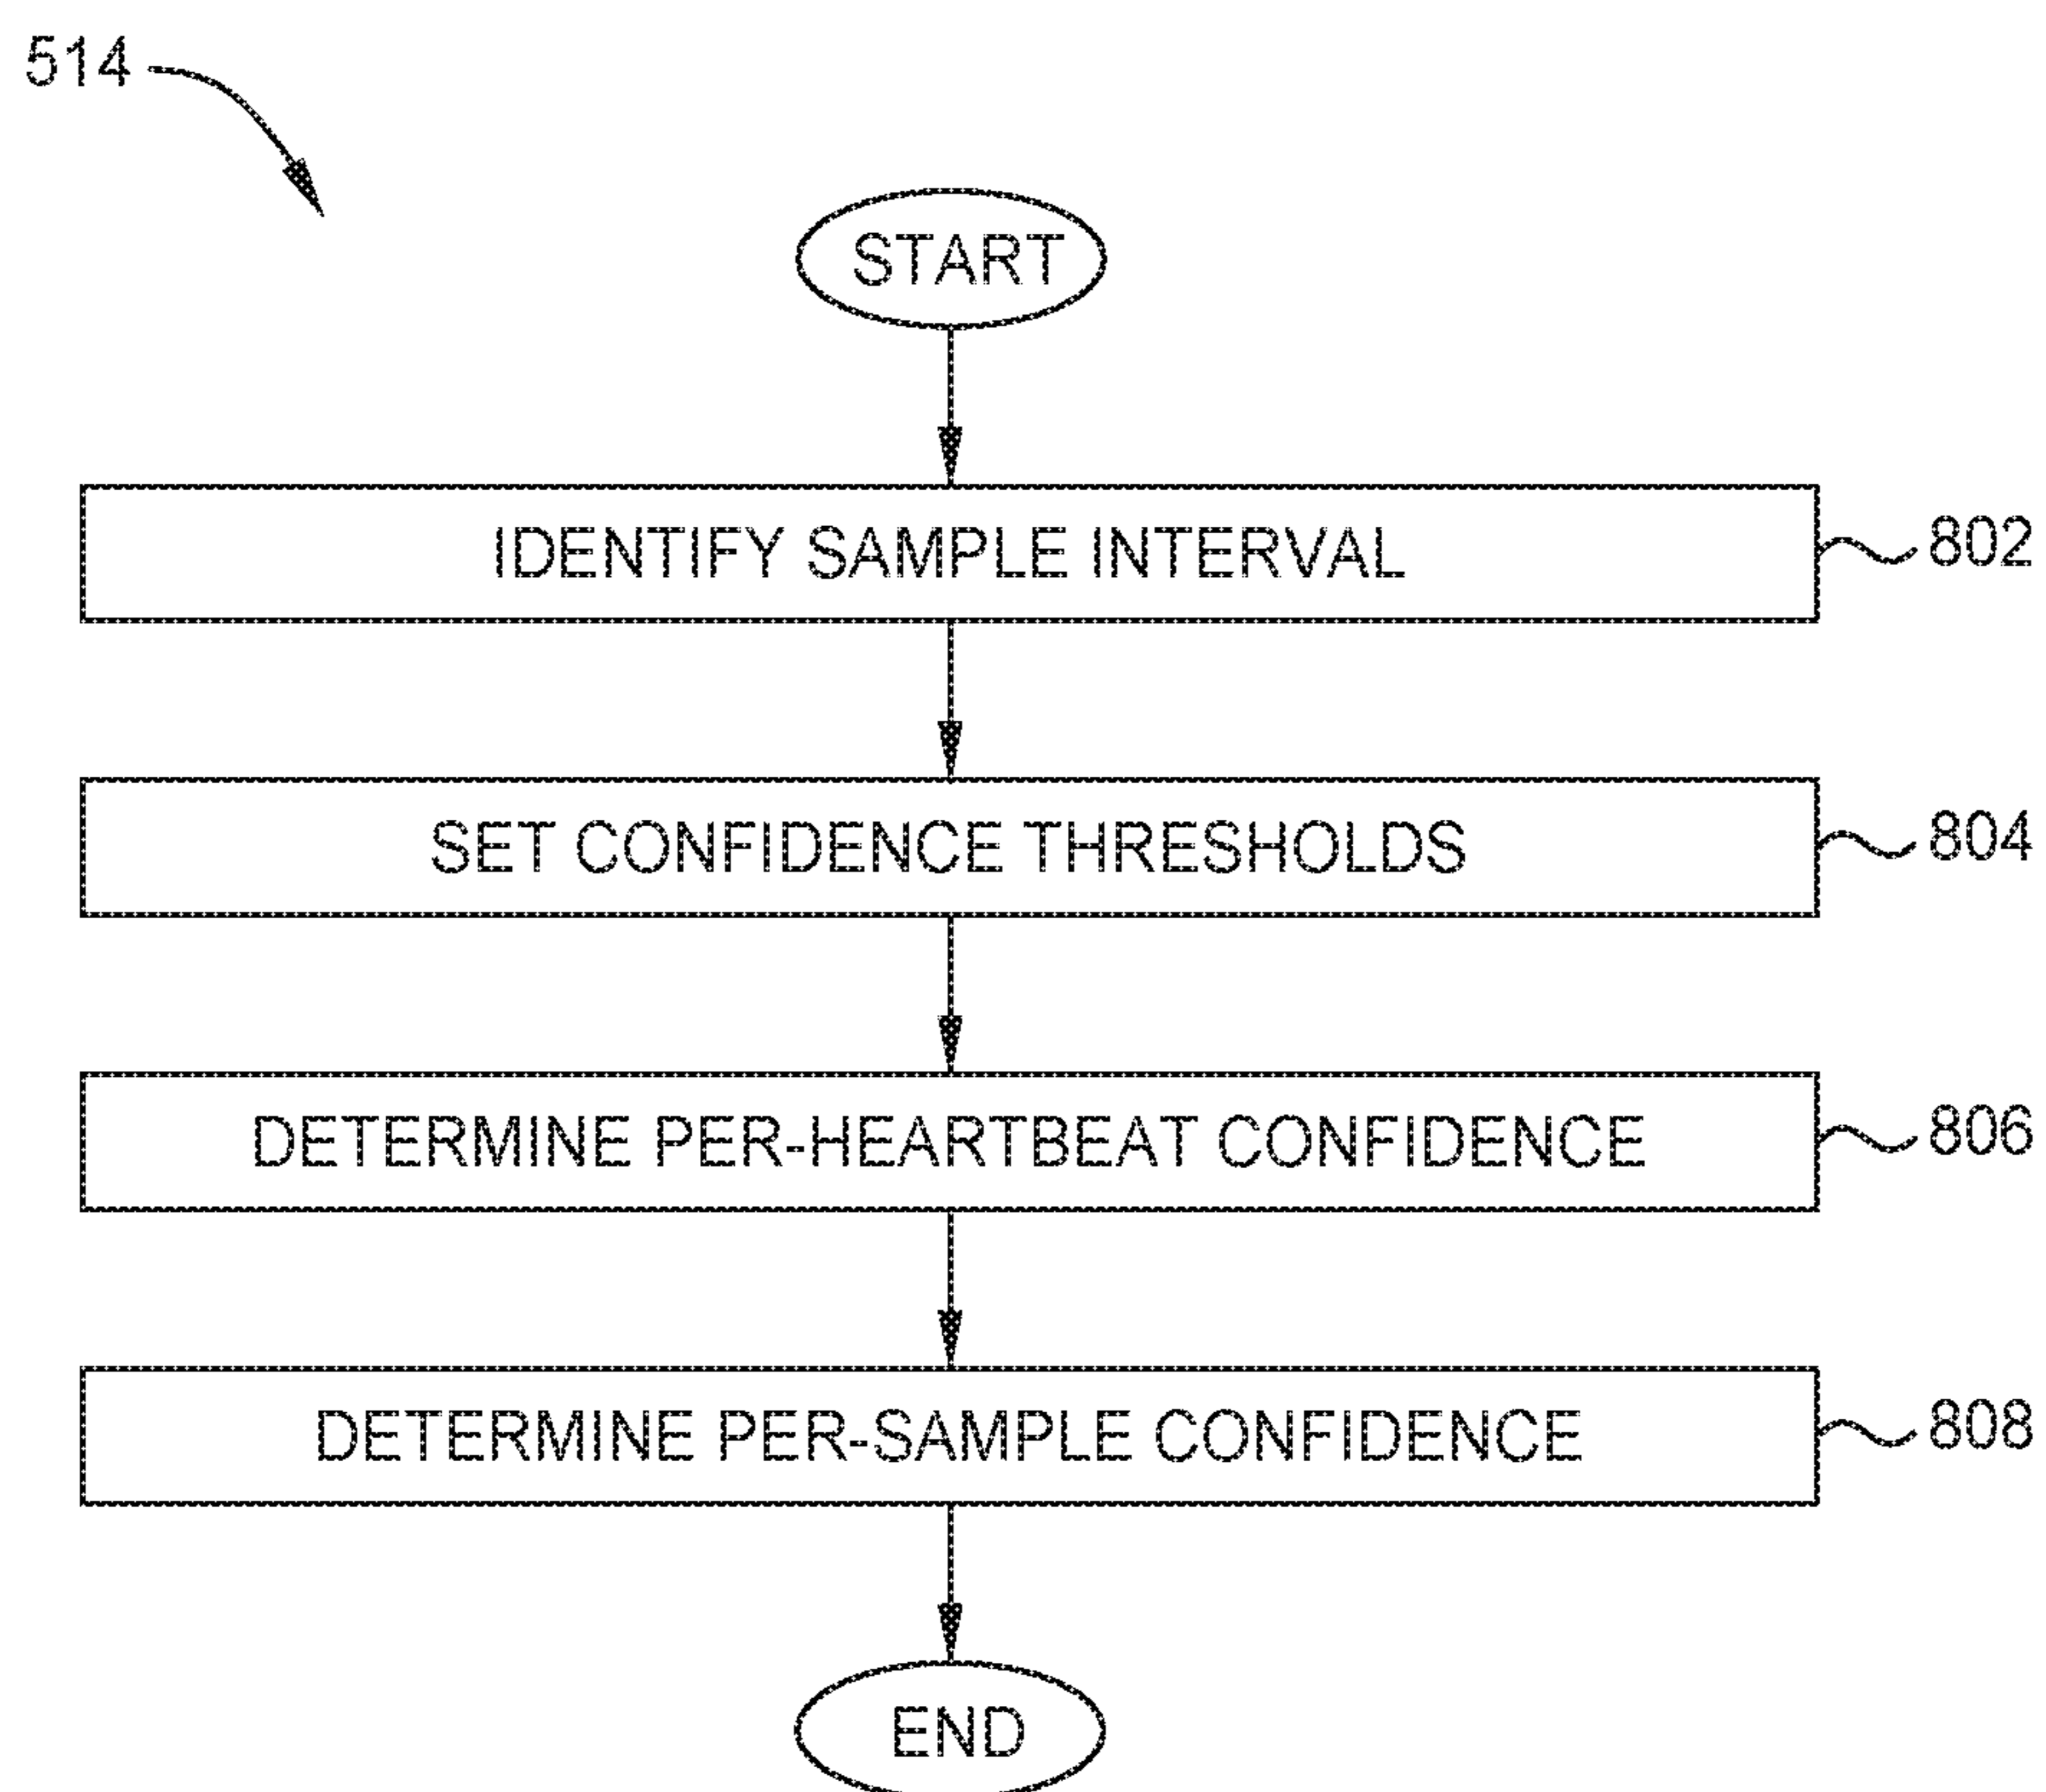 514
START
IDENTIFY SAMPLE INTERVAL
802
SET CONFIDENCE THRESHOLDS
804
DETERMINE PER-HEARTBEAT CONFIDENCE
806
DETERMINE PER-SAMPLE CONFIDENCE
808
END